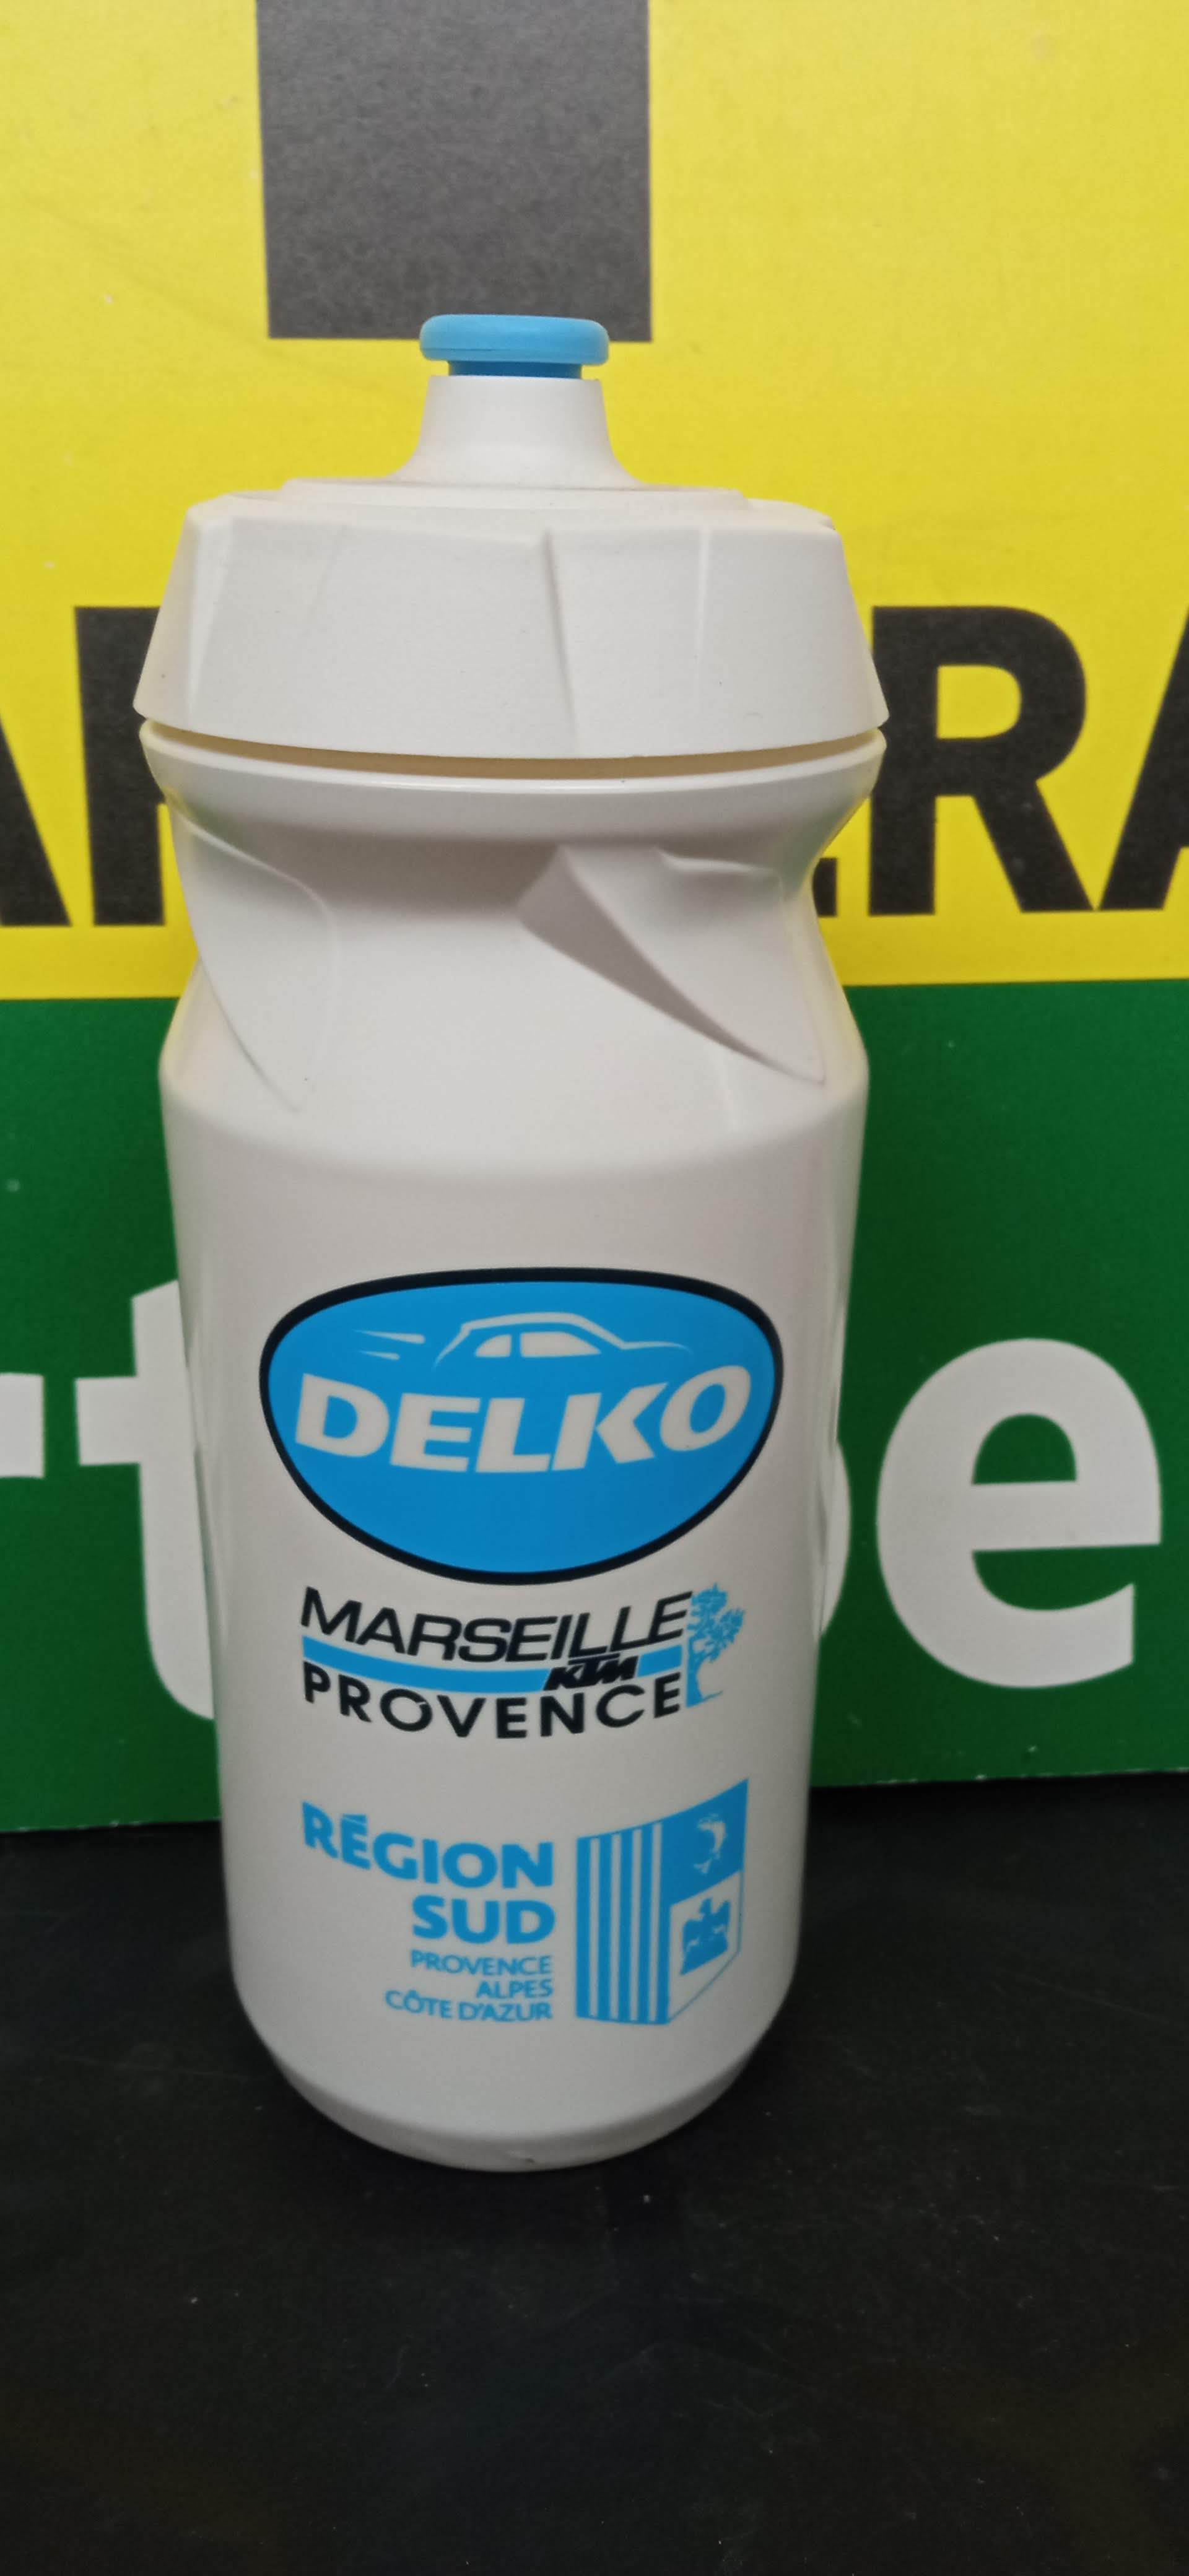 DELKO
MARSEILLE
KTM
PROVENCE
RÉGION
SUD
PROVENCE
ALPES
CÔTE D'AZUR